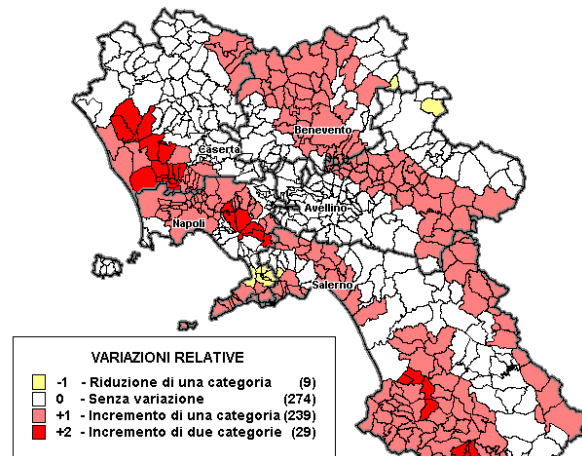 Benevento
Caserta
Avellino
Napoli
Salerno
VARIAZIONI RELATIVE
-1 - Riduzione di una categoria (9)
0 - Senza variazione (274)
+1 - Incremento di una categoria (239)
+2 - Incremento di due categorie (29)